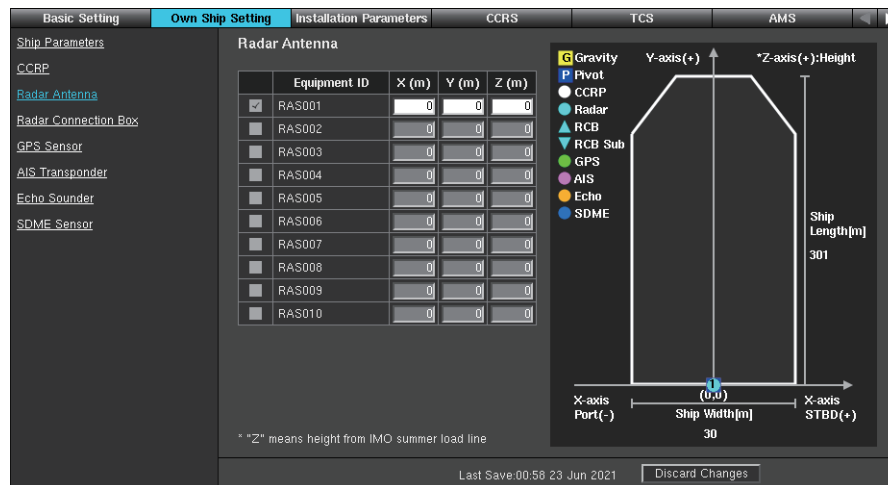 Basic Setting Own Ship Setting Installation Parameters CCRS TCS AMS
Ship Parameters
CCRP
Radar Antenna
Radar Connection Box
GPS Sensor
AIS Transponder
Echo Sounder
SDME Sensor
Radar Antenna
Equipment ID X (m) Y (m) Z (m)
RAS001 0 0 0
RAS002 0 0 0
RAS003 0 0 0
RAS004 0 0 0
RAS005 0 0 0
RAS006 0 0 0
RAS007 0 0 0
RAS008 0 0 0
RAS009 0 0 0
RAS010 0 0 0
* "Z" means height from IMO summer load line
G Gravity
P Pivot
CCRP
Radar
RCB
RCB Sub
GPS
AIS
Echo
SDME
Y-axis(+)
*Z-axis(+):Height
Ship
Length[m]
301
1
(0,0)
X-axis
Port(-)
Ship Width[m]
30
X-axis
STBD(+)
Last Save:00:58 23 Jun 2021
Discard Changes